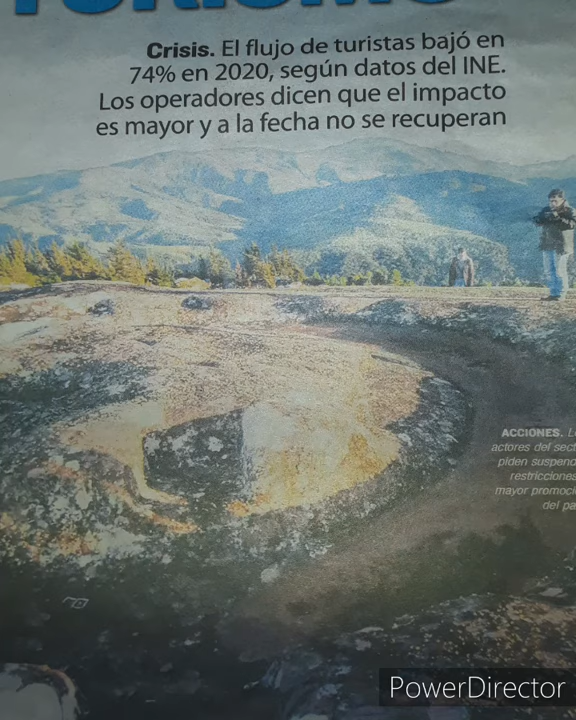 TURISMO
Crisis. El flujo de turistas bajó en
74% en 2020, según datos del INE.
Los operadores dicen que el impacto
es mayor y a la fecha no se recuperan
ACCIONES.
actores del sect
piden suspend
restricciones
mayor promoci
del pa
PowerDirector